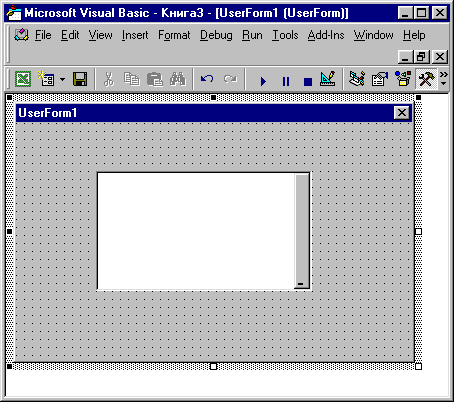 Microsoft Visual Basic - Книга3 - [UserForm1 (UserForm)]
File Edit View Insert Format Debug Run Tools Add-Ins Window Help
UserForm1